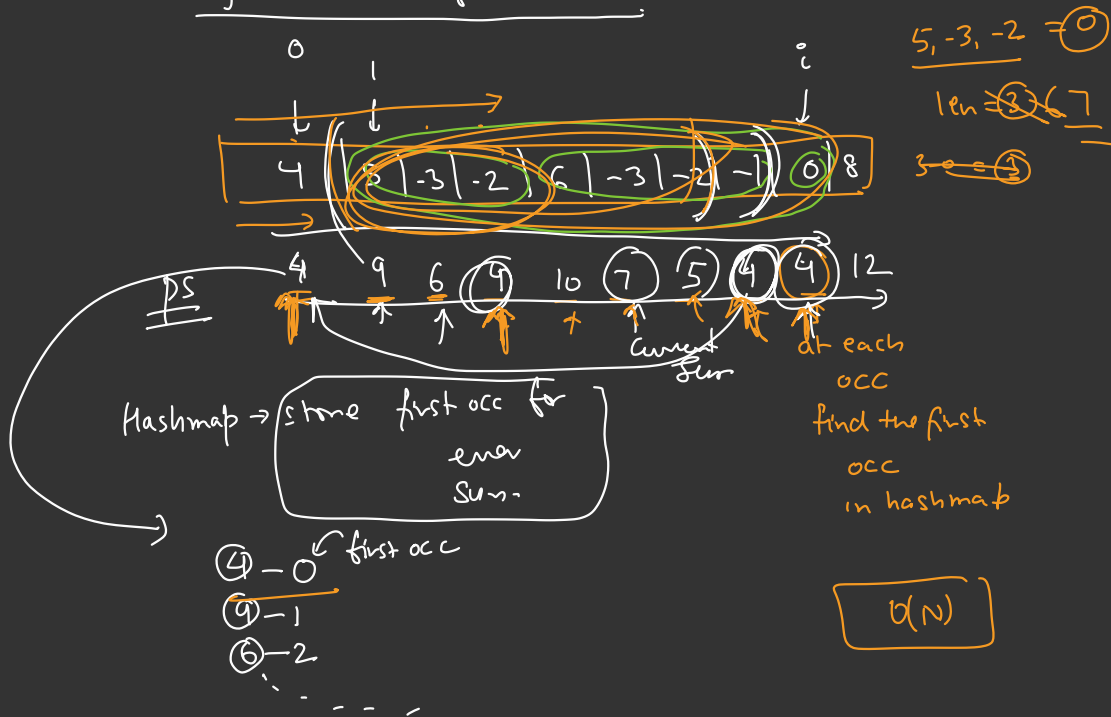 0
1
i
5, -3, -2 = 0
len = 3 6 7
3 - 0 = 3
4 | 5 | -3 | -2 | 6 | -3 | -2 | -1 | 0 | 8
PS
4 9 6 4 10 7 5 4 4 12
Current
Sum
at each
occ
find the first
occ
in hashmap
Hashmap → store first occ for
every
Sum.
first occ
4 - 0
9 - 1
6 - 2
O(N)